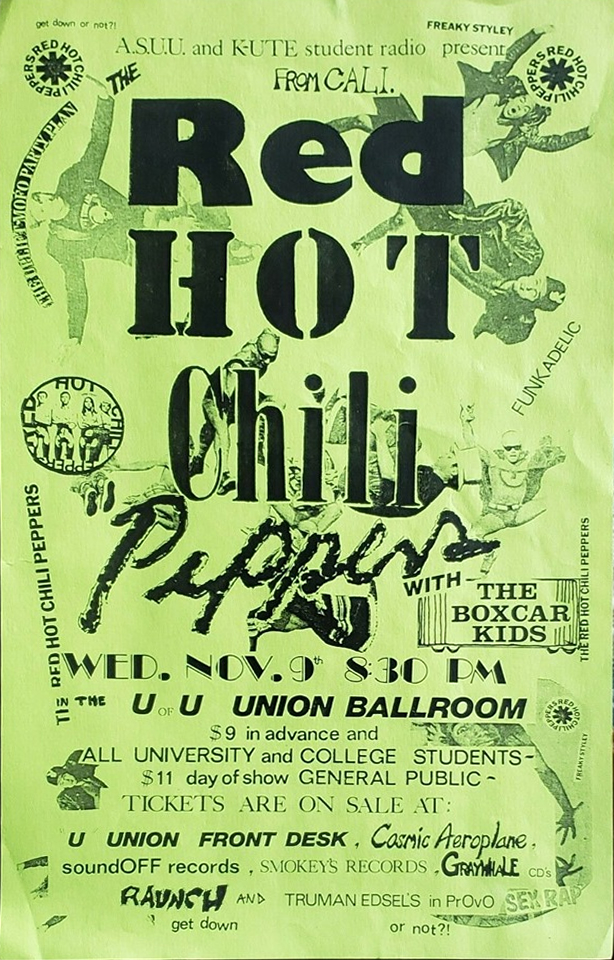 get down or not?!
FREAKY STYLEY
A.S.U.U. and K-UTE student radio present
RED HOT CHILI PEPPERS
RED HOT CHILI PEPPERS
THE
FROM CALI.
Red
HOT
Chili
Peppers
MOFO PARTY PLAN
FUNKADELIC
HOT
RED HOT CHILI PEPPERS
THE RED HOT CHILI PEPPERS
WITH
THE
BOXCAR
KIDS
WED. NOV. 9th 8:30 PM
IN THE U OF U UNION BALLROOM
RED HOT CHILI PEPPERS
FREAKY STYLEY
$9 in advance and
ALL UNIVERSITY and COLLEGE STUDENTS~
$11 day of show GENERAL PUBLIC~
TICKETS ARE ON SALE AT:
U UNION FRONT DESK, Cosmic Aeroplane,
soundOFF records, SMOKEY'S RECORDS, GRAYWHALE CD's
RAUNCH AND TRUMAN EDSEL'S in PrOvO
SEX RAP
get down or not?!